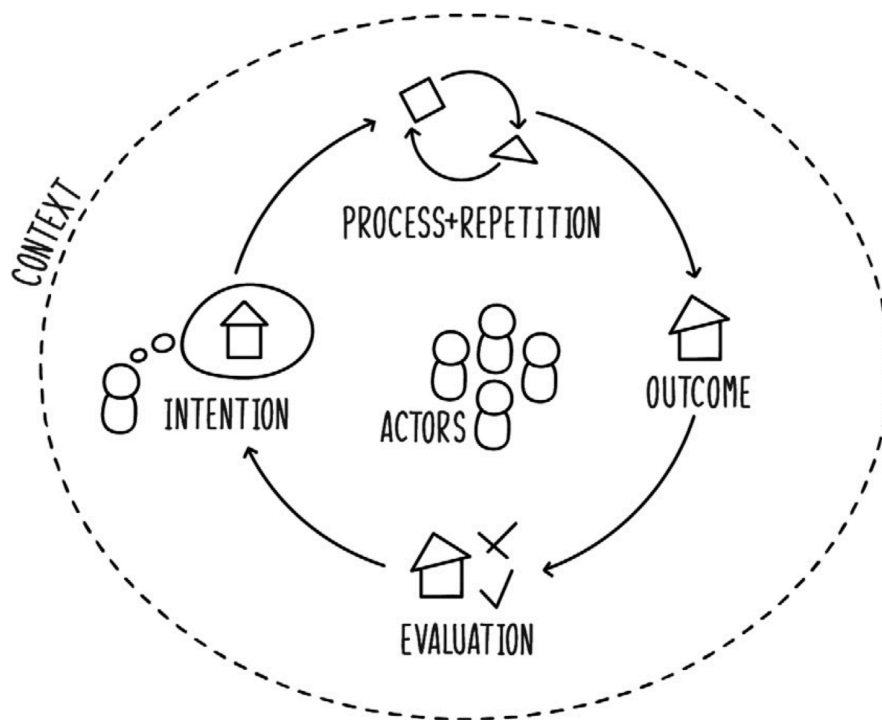 CONTEXT
PROCESS+REPETITION
INTENTION
ACTORS
OUTCOME
EVALUATION